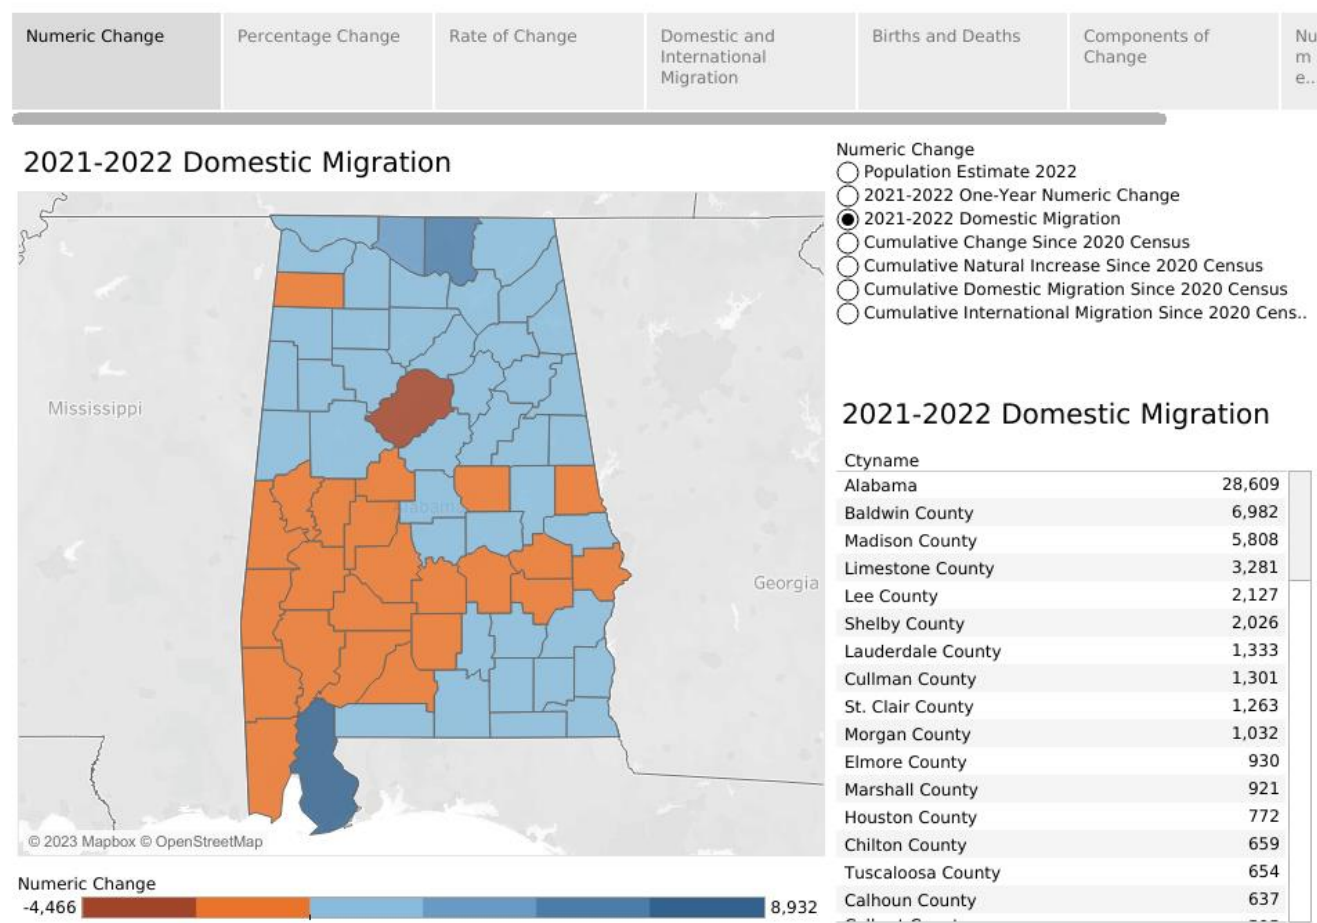 Numeric Change
Percentage Change
Rate of Change
Domestic and
International
Migration
Births and Deaths
Components of
Change
Nu
m
e..
2021-2022 Domestic Migration
Mississippi
Alabama
Georgia
© 2023 Mapbox © OpenStreetMap
Numeric Change
-4,466
8,932
Numeric Change
Population Estimate 2022
2021-2022 One-Year Numeric Change
2021-2022 Domestic Migration
Cumulative Change Since 2020 Census
Cumulative Natural Increase Since 2020 Census
Cumulative Domestic Migration Since 2020 Census
Cumulative International Migration Since 2020 Cens..
2021-2022 Domestic Migration
Ctyname
Alabama 28,609
Baldwin County 6,982
Madison County 5,808
Limestone County 3,281
Lee County 2,127
Shelby County 2,026
Lauderdale County 1,333
Cullman County 1,301
St. Clair County 1,263
Morgan County 1,032
Elmore County 930
Marshall County 921
Houston County 772
Chilton County 659
Tuscaloosa County 654
Calhoun County 637